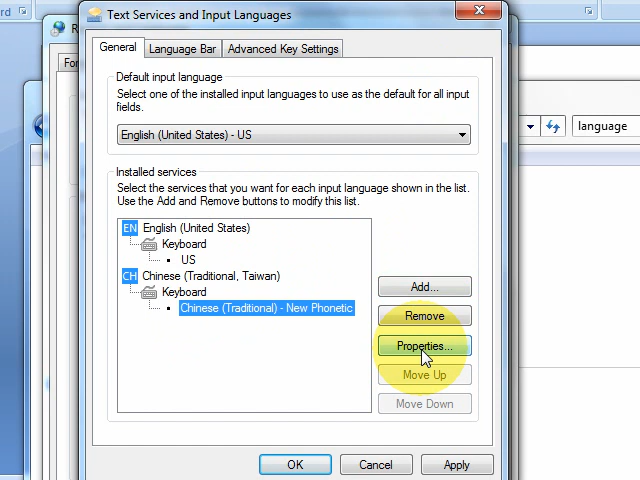 rd
Text Services and Input Languages
General
Language Bar
Advanced Key Settings
Default input language
Select one of the installed input languages to use as the default for all input
fields.
English (United States) - US
language
Installed services
Select the services that you want for each input language shown in the list.
Use the Add and Remove buttons to modify this list.
EN English (United States)
Keyboard
• US
CH Chinese (Traditional, Taiwan)
Keyboard
• Chinese (Traditional) - New Phonetic
Add...
Remove
Properties...
Move Up
Move Down
OK
Cancel
Apply